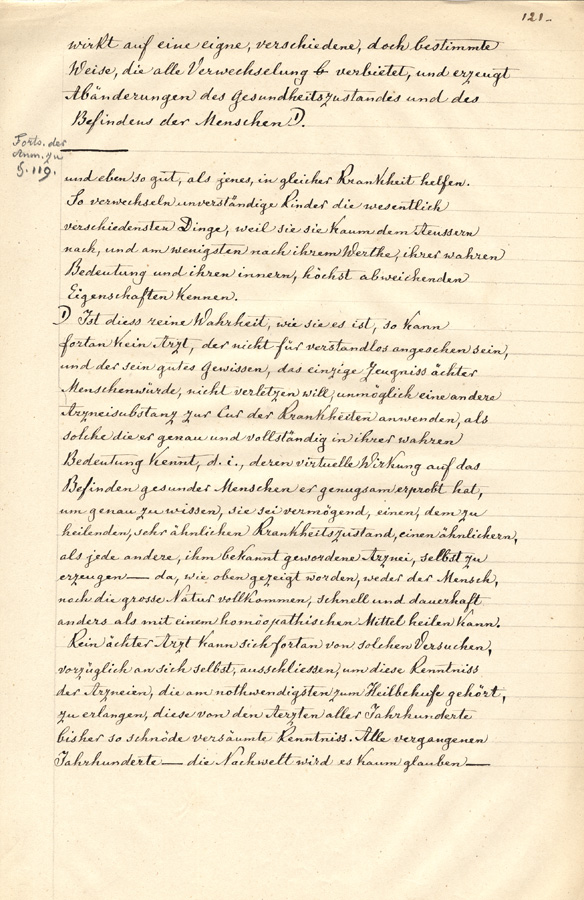 121.
wirkt auf eine eigne, verschiedene, doch bestimmte
Weise, die alle Verwechselung verbietet, und erzeugt
Abänderungen des Gesundheitszustandes und des
Befindens der Menschen 1).
Forts. der
Anm. zu
§. 119.
und eben so gut, als jenes, in gleicher Krankheit helfen.
So verwechseln unverständige Kinder die wesentlich
verschiedensten Dinge, weil sie sie kaum dem Aeussern
nach, und am wenigsten nach ihrem Werthe, ihrer wahren
Bedeutung und ihren innern, höchst abweichenden
Eigenschaften kennen.
1) Ist diess reine Wahrheit, wie sie es ist, so kann
fortan kein Arzt, der nicht für verstandlos angesehen sein,
und der sein gutes Gewissen, das einzige Zeugniss ächter
Menschenwürde, nicht verletzen will, unmöglich eine andere
Arzneisubstanz zur Cur der Krankheiten anwenden, als
solche die er genau und vollständig in ihrer wahren
Bedeutung kennt, d. i., deren virtuelle Wirkung auf das
Befinden gesunder Menschen er genugsam erprobt hat,
um genau zu wissen, sie sei vermögend, einen, dem zu
heilenden, sehr ähnlichen Krankheitszustand, einen ähnlichern,
als jede andere, ihm bekannt gewordene Arznei, selbst zu
erzeugen — da, wie oben gezeigt worden, weder der Mensch,
noch die grosse Natur vollkommen, schnell und dauerhaft
anders als mit einem homöopathischen Mittel heilen kann.
Kein ächter Arzt kann sich fortan von solchen Versuchen,
vorzüglich an sich selbst, ausschliessen, um diese Kenntniss
der Arzneien, die am nothwendigsten zum Heilbehufe gehört,
zu erlangen, diese von den Aerzten aller Jahrhunderte
bisher so schnöde versäumte Kenntniss. Alle vergangenen
Jahrhunderte — die Nachwelt wird es kaum glauben —